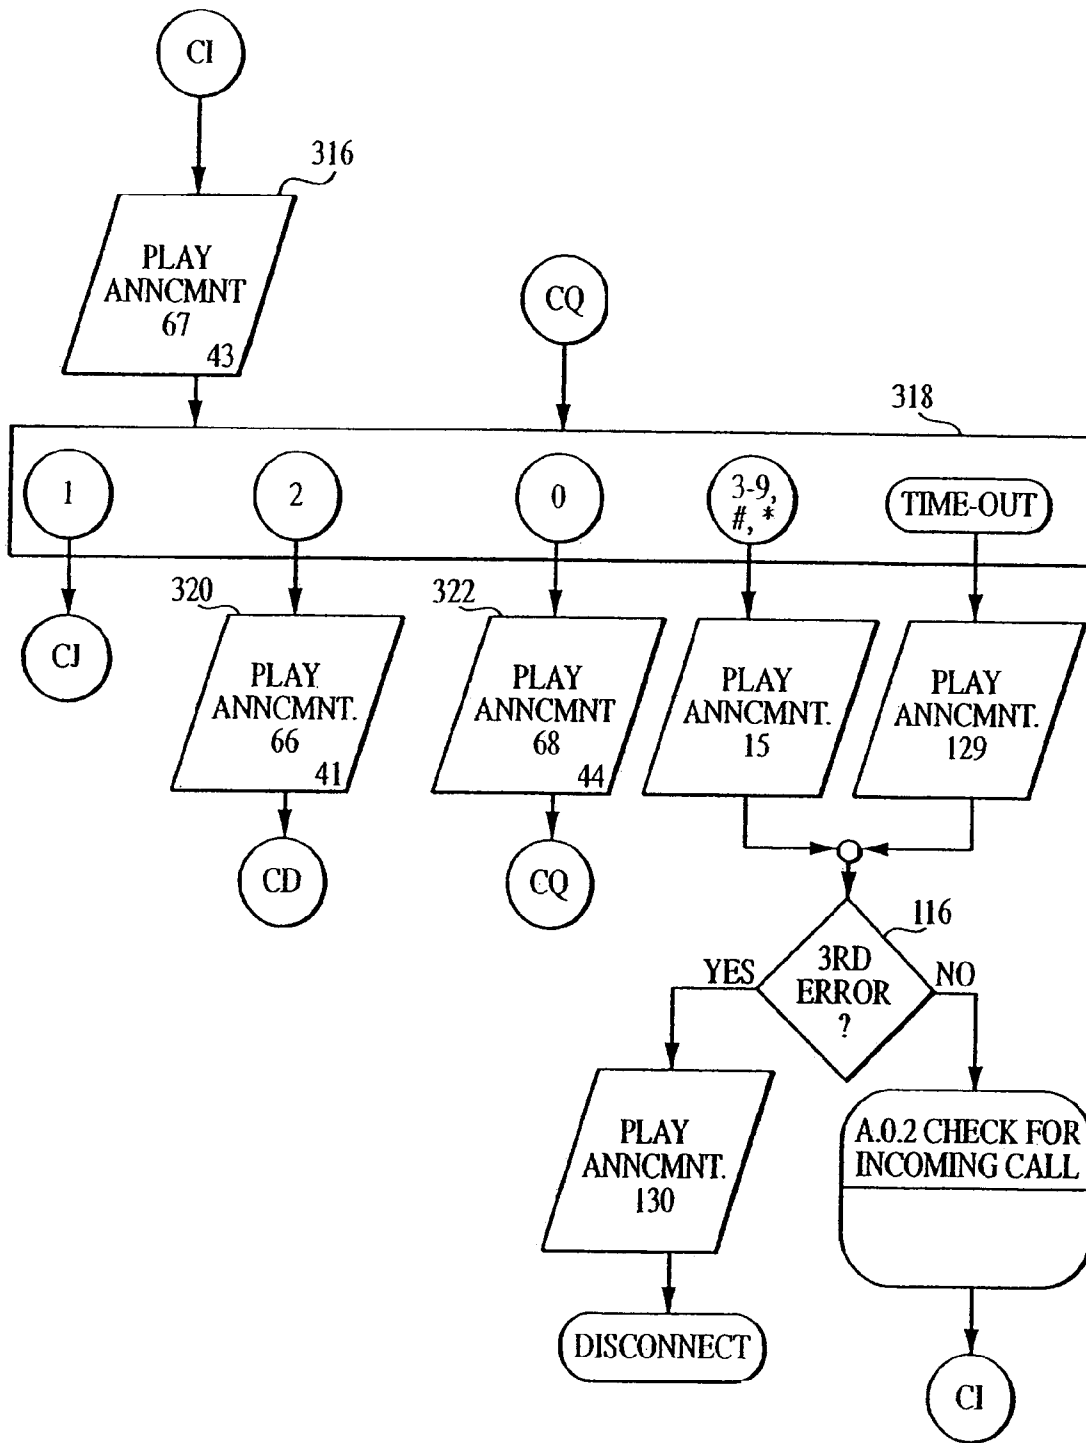 CI
316
PLAY
ANNCMNT
67
43
CQ
318
1
2
0
3-9,
#, *
TIME-OUT
CJ
320
PLAY
ANNCMNT.
66
41
322
PLAY
ANNCMNT
68
44
PLAY
ANNCMNT.
15
PLAY
ANNCMNT.
129
CD
CQ
116
3RD
ERROR
?
YES
NO
PLAY
ANNCMNT.
130
A.0.2 CHECK FOR
INCOMING CALL
DISCONNECT
CI